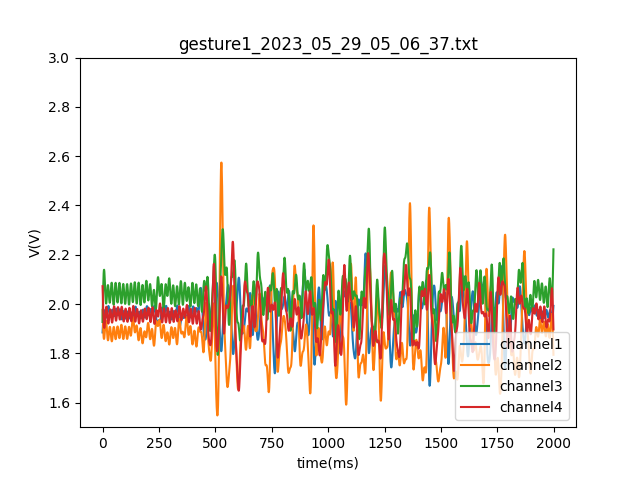 gesture1_2023_05_29_05_06_37.txt
3.0
2.8
2.6
2.4
2.2
2.0
1.8
1.6
V(V)
channel1
channel2
channel3
channel4
0 250 500 750 1000 1250 1500 1750 2000
time(ms)